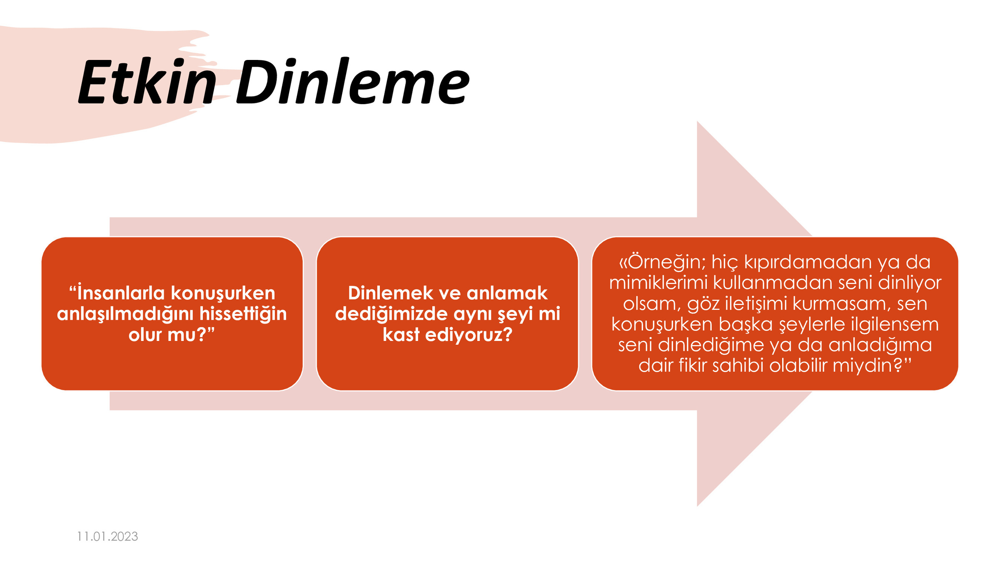 Etkin Dinleme
“İnsanlarla konuşurken
anlaşılmadığını hissettiğin
olur mu?”
Dinlemek ve anlamak
dediğimizde aynı şeyi mi
kast ediyoruz?
«Örneğin; hiç kıpırdamadan ya da
mimiklerimi kullanmadan seni dinliyor
olsam, göz iletişimi kurmasam, sen
konuşurken başka şeylerle ilgilensem
seni dinlediğime ya da anladığıma
dair fikir sahibi olabilir miydin?”
11.01.2023